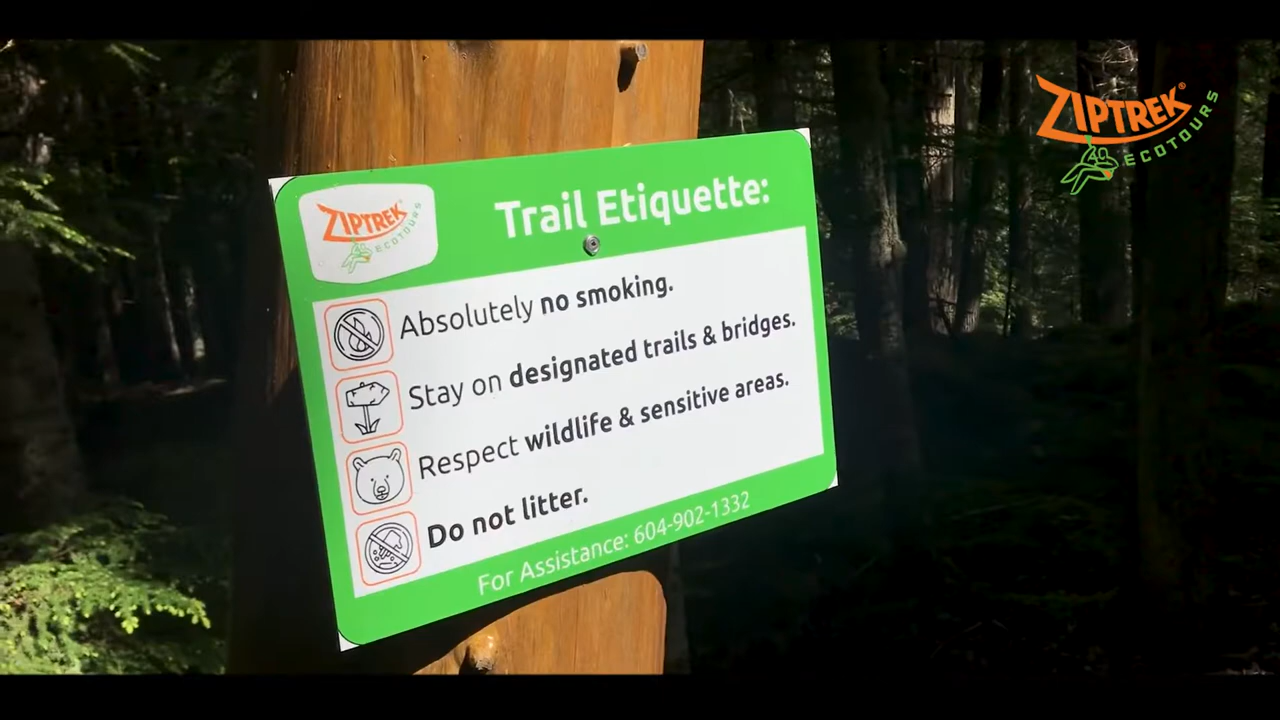 ZIPTREK®
ECOTOURS
ZIPTREK
ECOTOURS
Trail Etiquette:
Absolutely no smoking.
Stay on designated trails & bridges.
Respect wildlife & sensitive areas.
Do not litter.
For Assistance: 604-902-1332